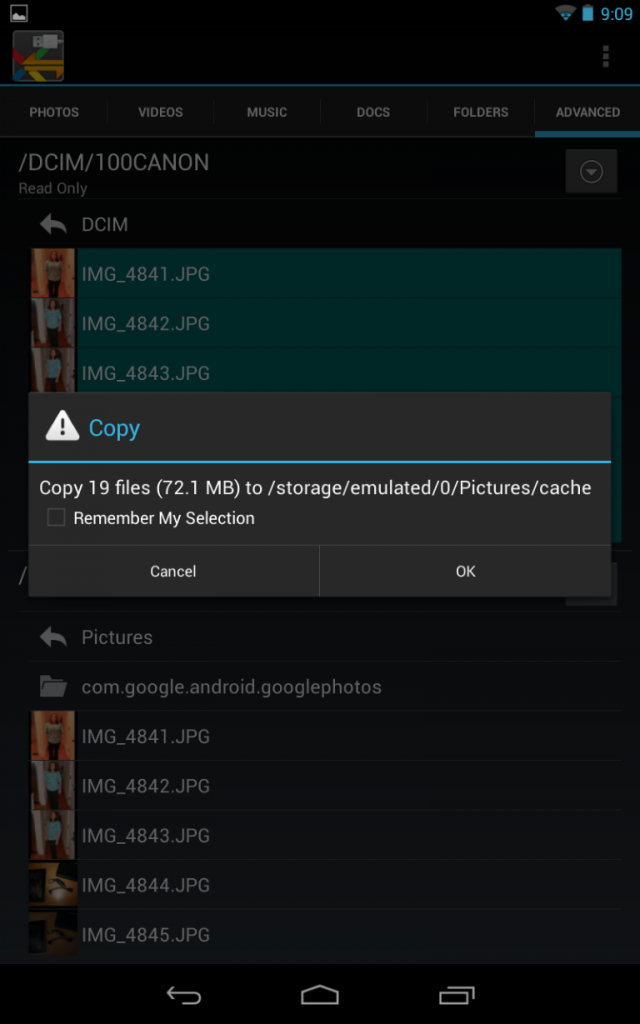 9:09
PHOTOS
VIDEOS
MUSIC
DOCS
FOLDERS
ADVANCED
/DCIM/100CANON
Read Only
DCIM
IMG_4841.JPG
IMG_4842.JPG
IMG_4843.JPG
Copy
Copy 19 files (72.1 MB) to /storage/emulated/0/Pictures/cache
Remember My Selection
Cancel
OK
/
Pictures
com.google.android.googlephotos
IMG_4841.JPG
IMG_4842.JPG
IMG_4843.JPG
IMG_4844.JPG
IMG_4845.JPG